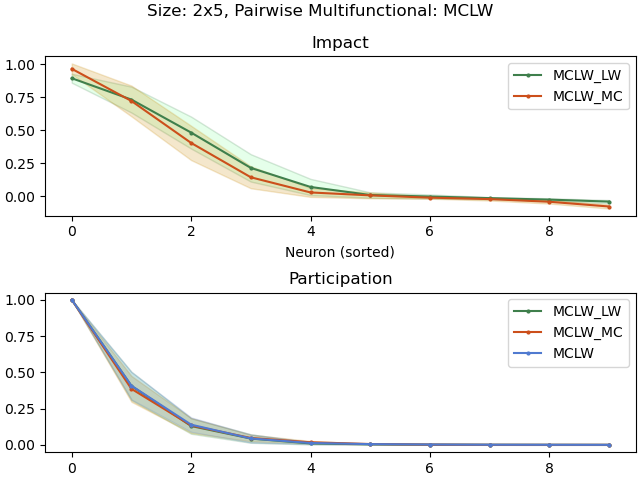 Size: 2x5, Pairwise Multifunctional: MCLW
Impact
1.00
0.75
0.50
0.25
0.00
MCLW_LW
MCLW_MC
0 2 4 6 8
Neuron (sorted)
Participation
1.00
0.75
0.50
0.25
0.00
MCLW_LW
MCLW_MC
MCLW
0 2 4 6 8